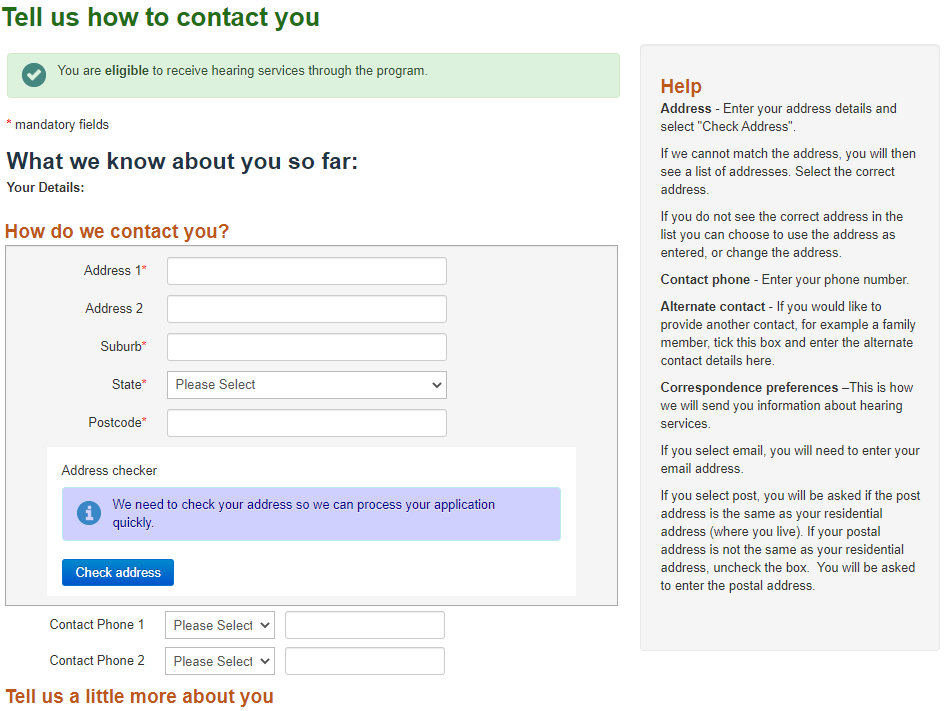 Tell us how to contact you
You are eligible to receive hearing services through the program.
* mandatory fields
What we know about you so far:
Your Details:
How do we contact you?
Address 1*
Address 2
Suburb*
State* Please Select
Postcode*
Address checker
We need to check your address so we can process your application
quickly.
Check address
Contact Phone 1 Please Select
Contact Phone 2 Please Select
Tell us a little more about you
Help
Address - Enter your address details and
select "Check Address".
If we cannot match the address, you will then
see a list of addresses. Select the correct
address.
If you do not see the correct address in the
list you can choose to use the address as
entered, or change the address.
Contact phone - Enter your phone number.
Alternate contact - If you would like to
provide another contact, for example a family
member, tick this box and enter the alternate
contact details here.
Correspondence preferences –This is how
we will send you information about hearing
services.
If you select email, you will need to enter your
email address.
If you select post, you will be asked if the post
address is the same as your residential
address (where you live). If your postal
address is not the same as your residential
address, uncheck the box.  You will be asked
to enter the postal address.